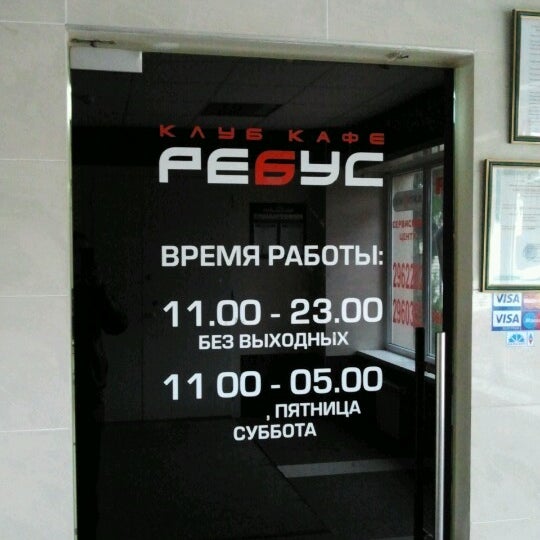 КЛУБ КАФЕ
РЕБУС
ВРЕМЯ РАБОТЫ:
11.00 - 23.00
БЕЗ ВЫХОДНЫХ
11 00 - 05.00
, ПЯТНИЦА
СУББОТА
VISA
VISA